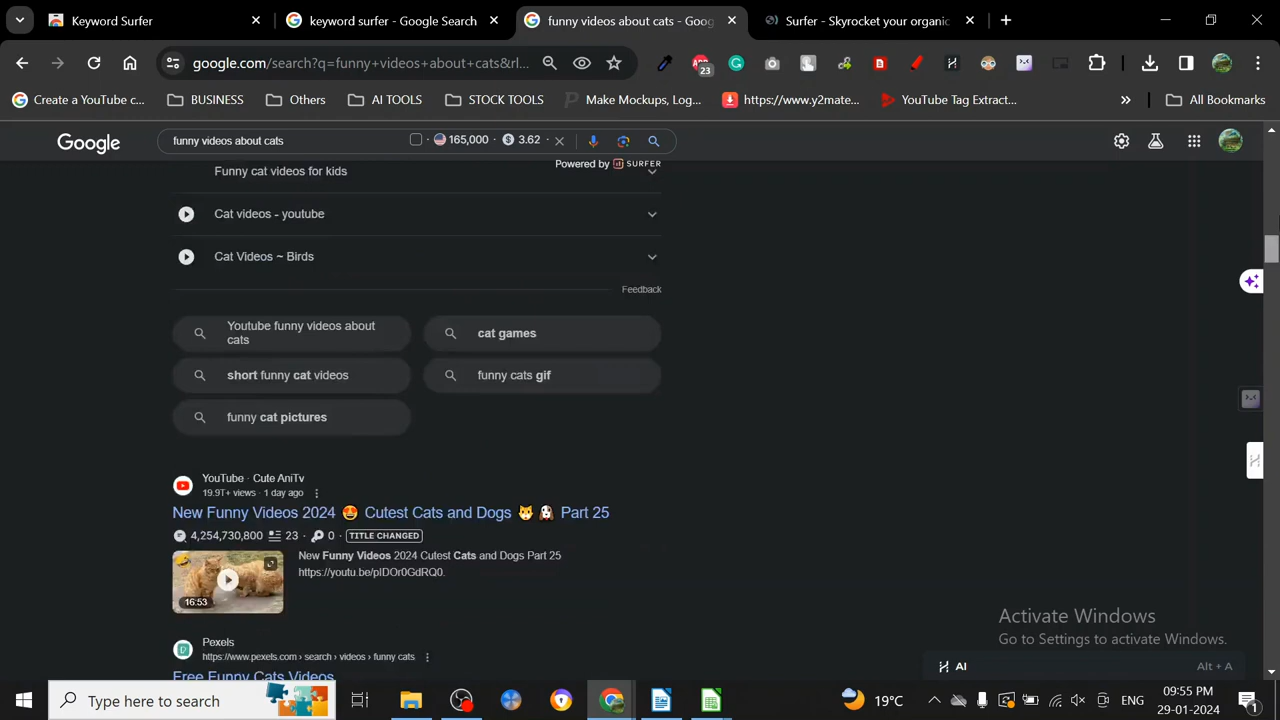 Keyword Surfer
keyword surfer - Google Search
funny videos about cats - Goog
Surfer - Skyrocket your organic
google.com/search?q=funny+videos+about+cats&rl...
23
Create a YouTube c...
BUSINESS
Others
AI TOOLS
STOCK TOOLS
Make Mockups, Log...
https://www.y2mate...
YouTube Tag Extract...
All Bookmarks
Google
funny videos about cats
165,000 ·
3.62 ·
Powered by SURFER
Funny cat videos for kids
Cat videos - youtube
Cat Videos ~ Birds
Feedback
Youtube funny videos about
cats
cat games
short funny cat videos
funny cats gif
funny cat pictures
YouTube · Cute AniTv
19.9T+ views · 1 day ago
New Funny Videos 2024 😍 Cutest Cats and Dogs 🐱 🐶 Part 25
4,254,730,800 23 · 0 · TITLE CHANGED
New Funny Videos 2024 Cutest Cats and Dogs Part 25
https://youtu.be/pIDOr0GdRQ0.
16:53
Pexels
https://www.pexels.com › search › videos › funny cats
Free Funny Cats Videos
Activate Windows
Go to Settings to activate Windows.
AI
Alt + A
Type here to search
19°C
ENG
09:55 PM
29-01-2024
1